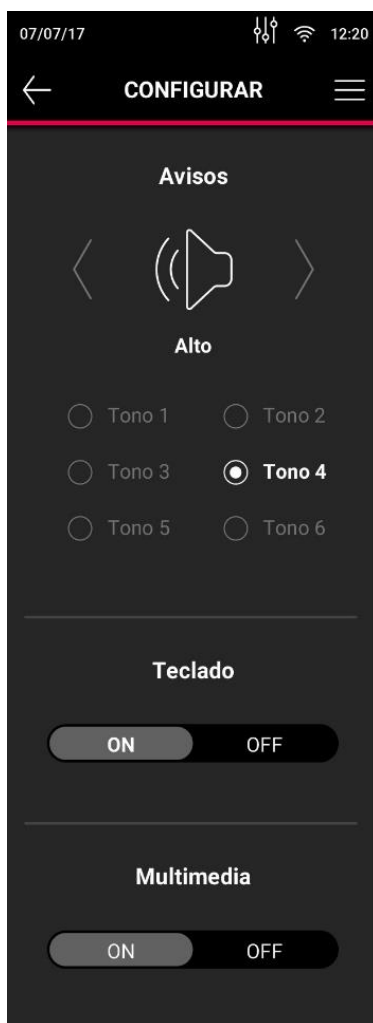 07/07/17 12:20
CONFIGURAR
Avisos
Alto
Tono 1 Tono 2
Tono 3 Tono 4
Tono 5 Tono 6
Teclado
ON OFF
Multimedia
ON OFF